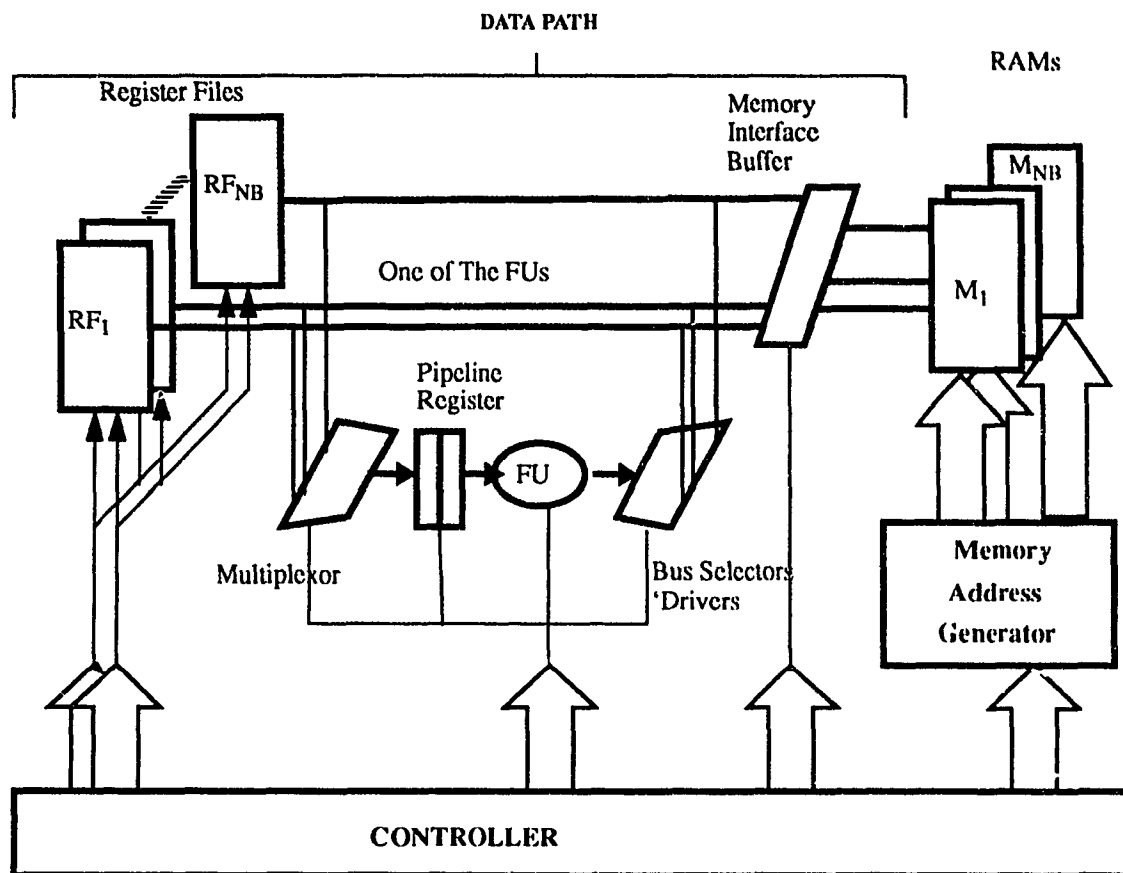 DATA PATH
RAMs
Register Files
Memory
Interface
Buffer
RF_NB
M_NB
RF_1
One of The FUs
M_1
Pipeline
Register
FU
Multiplexor
Bus Selectors
'Drivers
Memory
Address
Generator
CONTROLLER